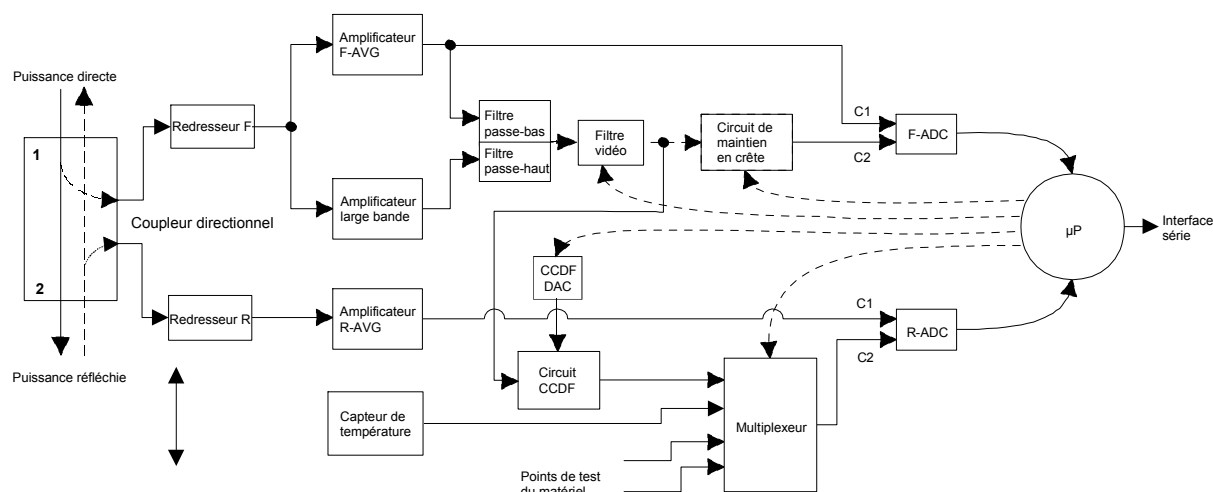 Puissance directe
1
2
Coupleur directionnel
Puissance réfléchie
Redresseur F
Redresseur R
Amplificateur
F-AVG
Amplificateur
large bande
Amplificateur
R-AVG
Capteur de
température
Filtre
passe-bas
Filtre
passe-haut
Filtre
vidéo
Circuit de
maintien
en crête
CCDF
DAC
Circuit
CCDF
Points de test
du matériel
Multiplexeur
C1
C2
F-ADC
C1
C2
R-ADC
µP
Interface
série